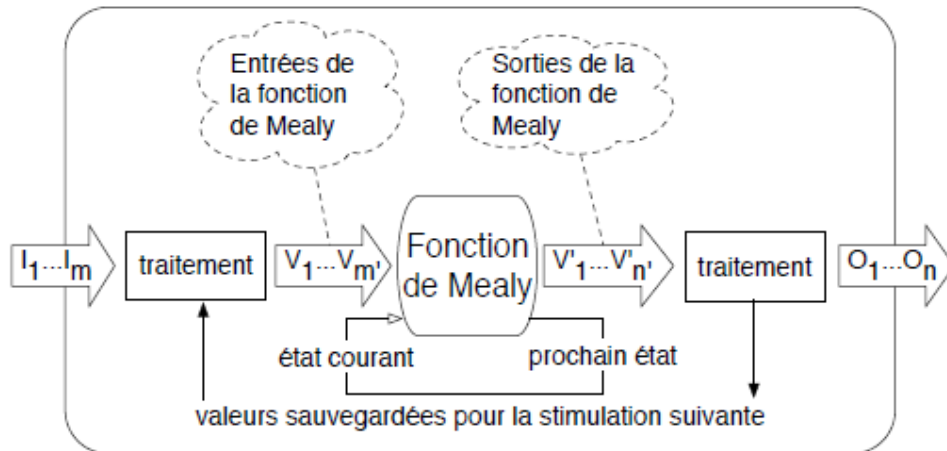 Entrées de
la fonction
de Mealy
Sorties de la
fonction de
Mealy
I1...Im
traitement
V1...Vm'
Fonction
de Mealy
V'1...V'n'
traitement
O1...On
état courant
prochain état
valeurs sauvegardées pour la stimulation suivante